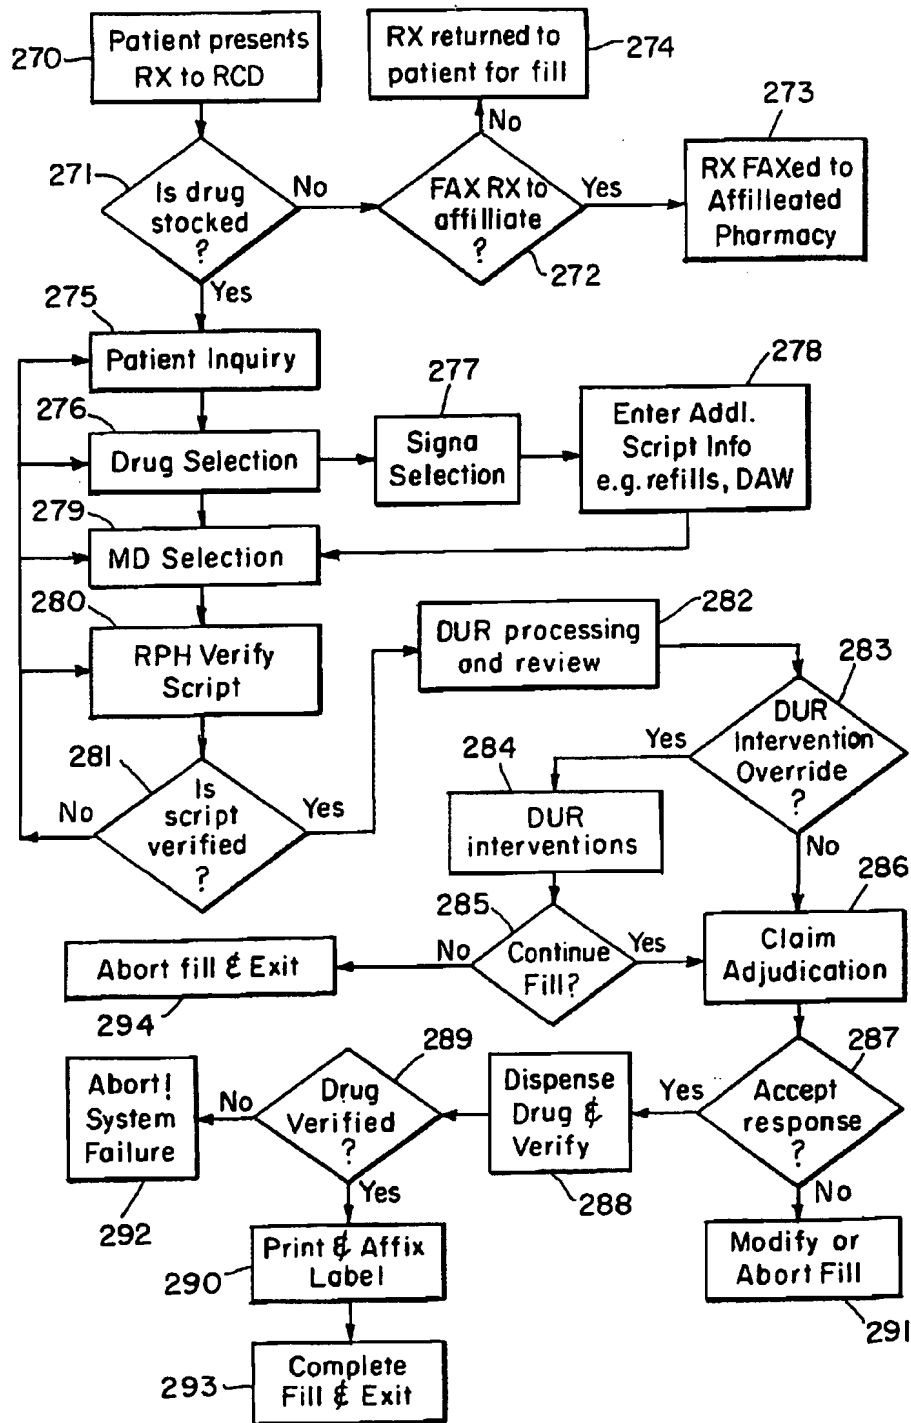 270
Patient presents
RX to RCD
RX returned to
patient for fill
274
271
Is drug
stocked
?
No
Yes
No
FAX RX to
affilliate
?
272
Yes
273
RX FAXed to
Affilleated
Pharmacy
275
Patient Inquiry
276
Drug Selection
277
Signa
Selection
278
Enter Addl.
Script Info
e.g. refills, DAW
279
MD Selection
280
RPH Verify
Script
281
Is
script
verified
?
No
Yes
DUR processing
and review
282
283
DUR
Intervention
Override
?
Yes
No
284
DUR
interventions
285
Continue
Fill?
No
Yes
Abort fill & Exit
294
286
Claim
Adjudication
287
Accept
response
?
Yes
No
Dispense
Drug &
Verify
288
289
Drug
Verified
?
No
Yes
Abort!
System
Failure
292
290
Print & Affix
Label
Modify or
Abort Fill
291
293
Complete
Fill & Exit